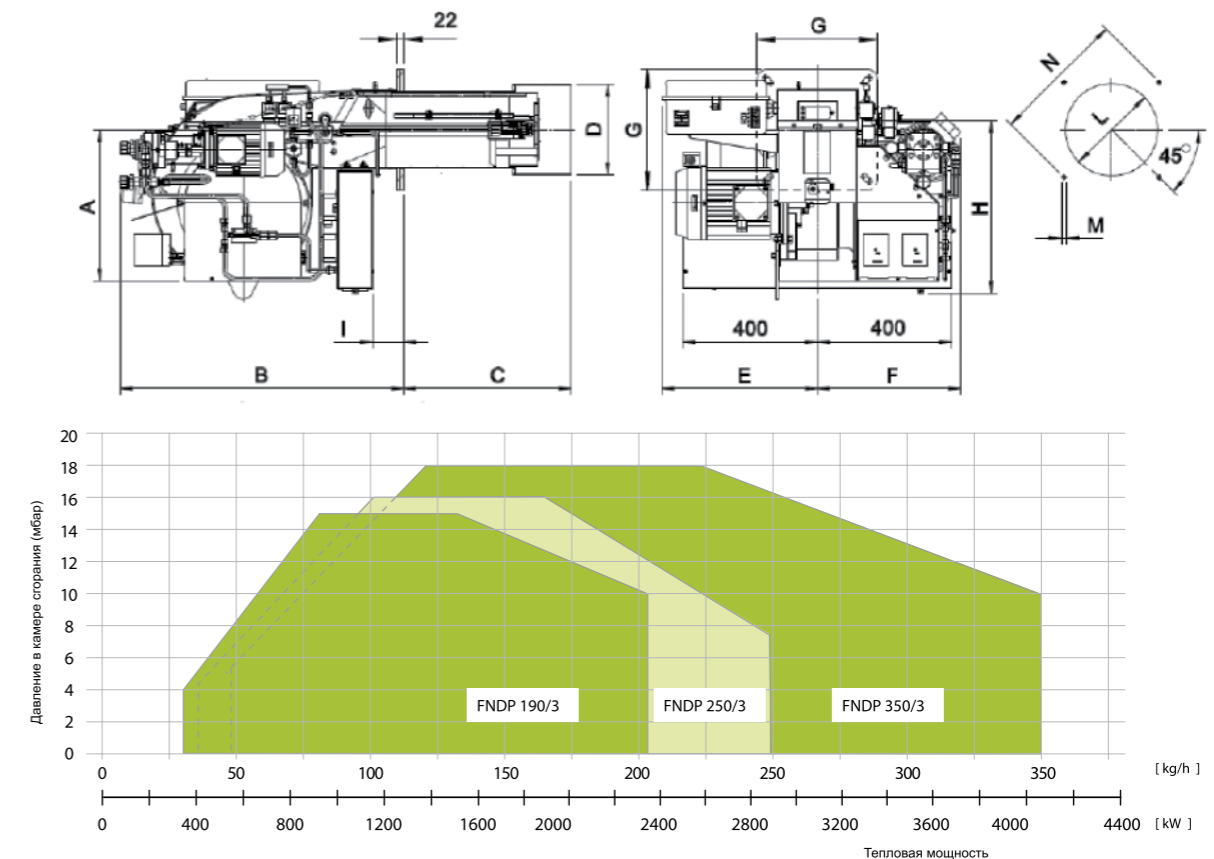 22
G
N
L
45°
M
A
D
G
H
I
400
400
B
C
E
F
Давление в камере сгорания (мбар)
20
18
16
14
12
10
8
6
4
2
0
FNDP 190/3
FNDP 250/3
FNDP 350/3
0 50 100 150 200 250 300 350 [ kg/h ]
0 400 800 1200 1600 2000 2400 2800 3200 3600 4000 4400 [ kW ]
Тепловая мощность